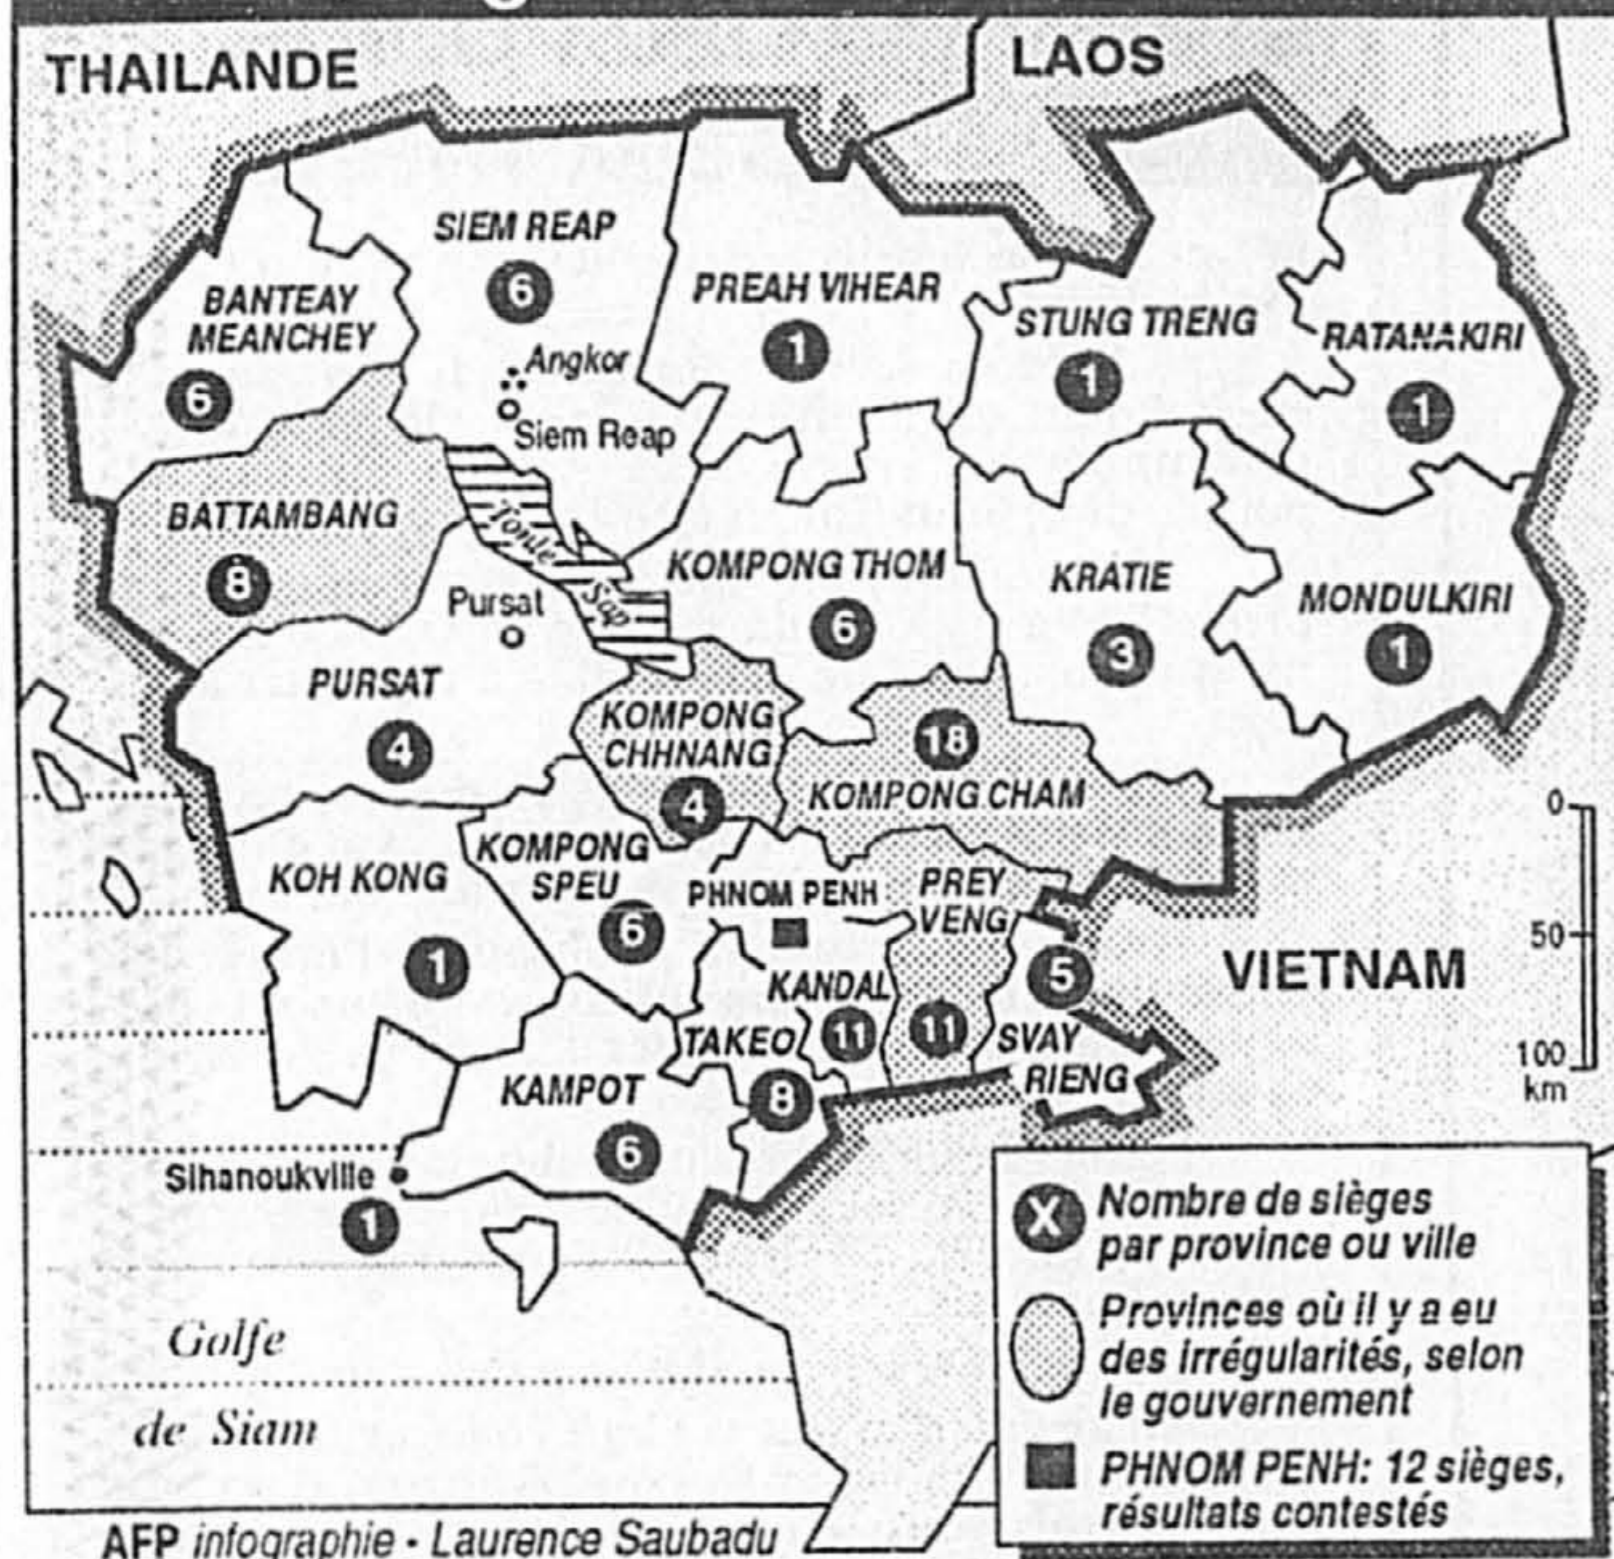 THAILANDE
LAOS
SIEM REAP
6
BANTEAY
MEANCHEY
6
PREAH VIHEAR
1
STUNG TRENG
1
RATANAKIRI
1
Angkor
Siem Reap
BATTAMBANG
8
Tonle
Sap
KOMPONG THOM
6
KRATIE
3
MONDULKIRI
1
Pursat
PURSAT
4
KOMPONG
CHHNANG
4
18
KOMPONG CHAM
KOH KONG
1
KOMPONG
SPEU
6
PHNOM PENH
PREY
VENG
11
KANDAL
11
5
SVAY
RIENG
VIETNAM
TAKEO
8
KAMPOT
6
Sihanoukville
1
0
50
100
km
Golfe
de Siam
X
Nombre de sièges
par province ou ville
Provinces où il y a eu
des irrégularités, selon
le gouvernement
PHNOM PENH: 12 sièges,
résultats contestés
AFP infographie - Laurence Saubadu